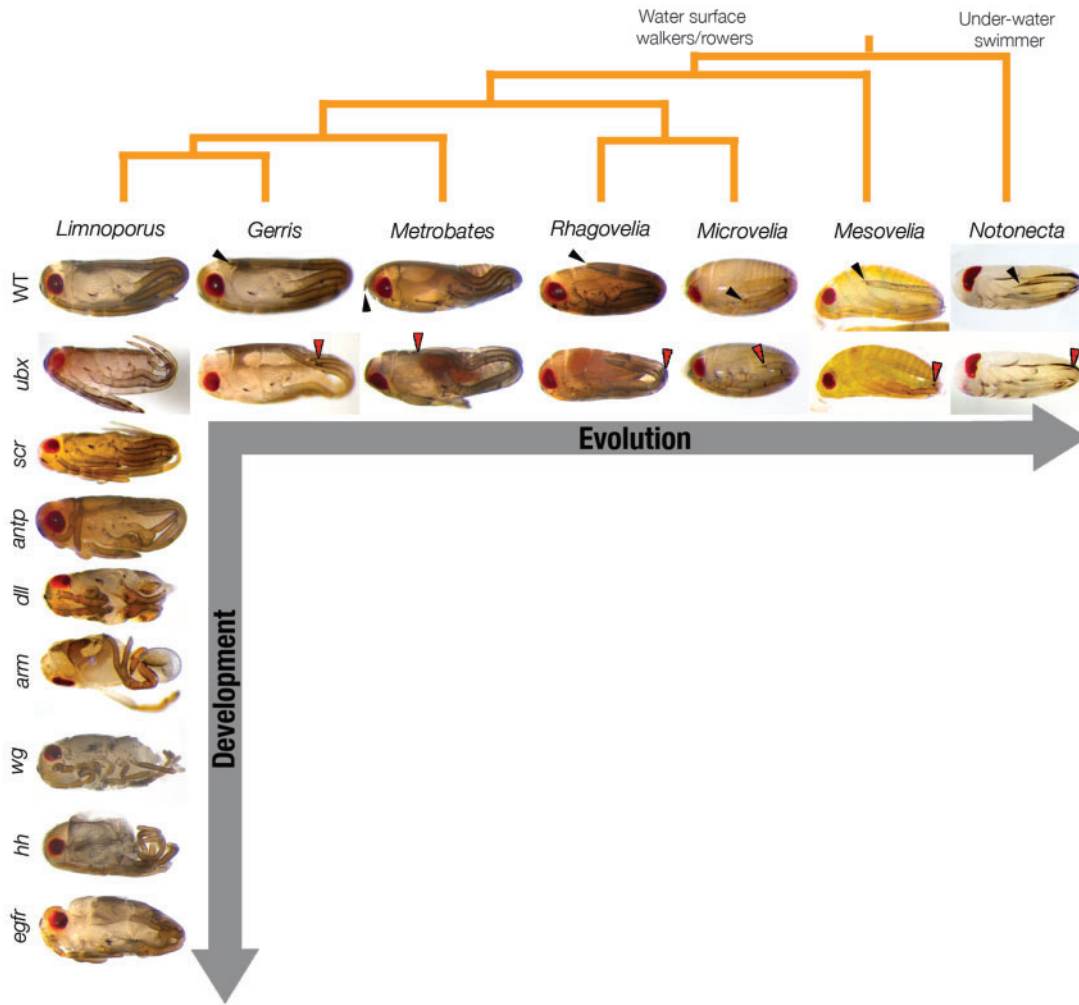 Water surface
walkers/rowers
Under-water
swimmer
Limnoporus
Gerris
Metrobates
Rhagovelia
Microvelia
Mesovelia
Notonecta
WT
ubx
Evolution
scr
antp
dll
arm
wg
hh
egfr
Development